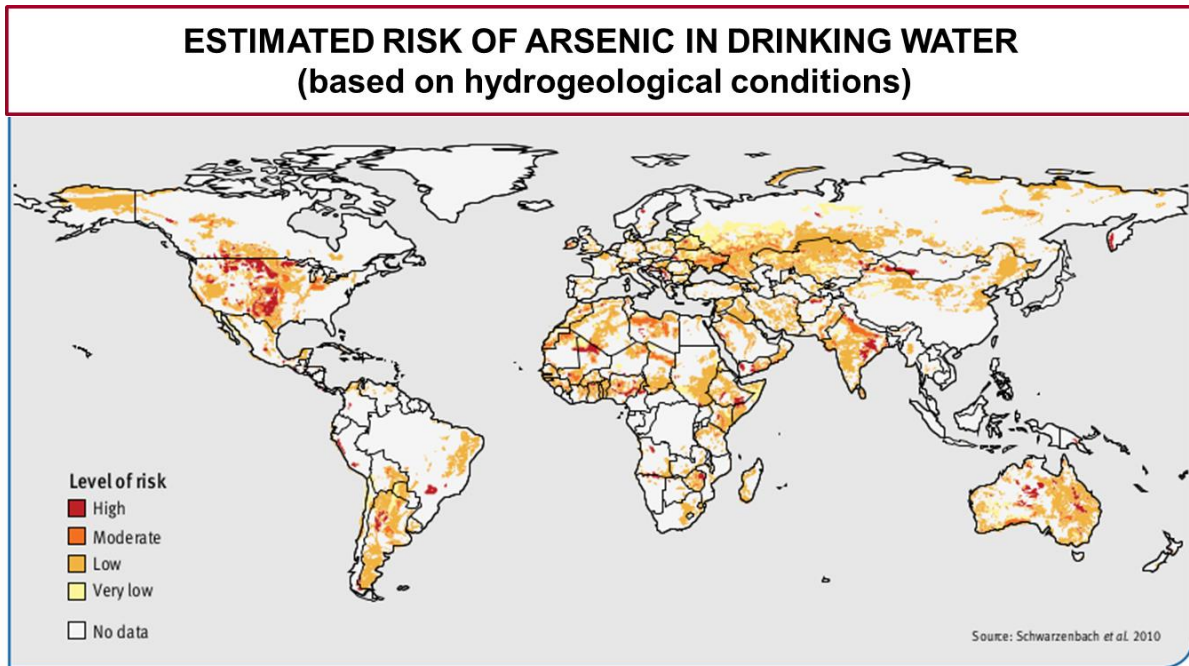 ESTIMATED RISK OF ARSENIC IN DRINKING WATER
(based on hydrogeological conditions)
Level of risk
High
Moderate
Low
Very low
No data
Source: Schwarzenbach et al. 2010